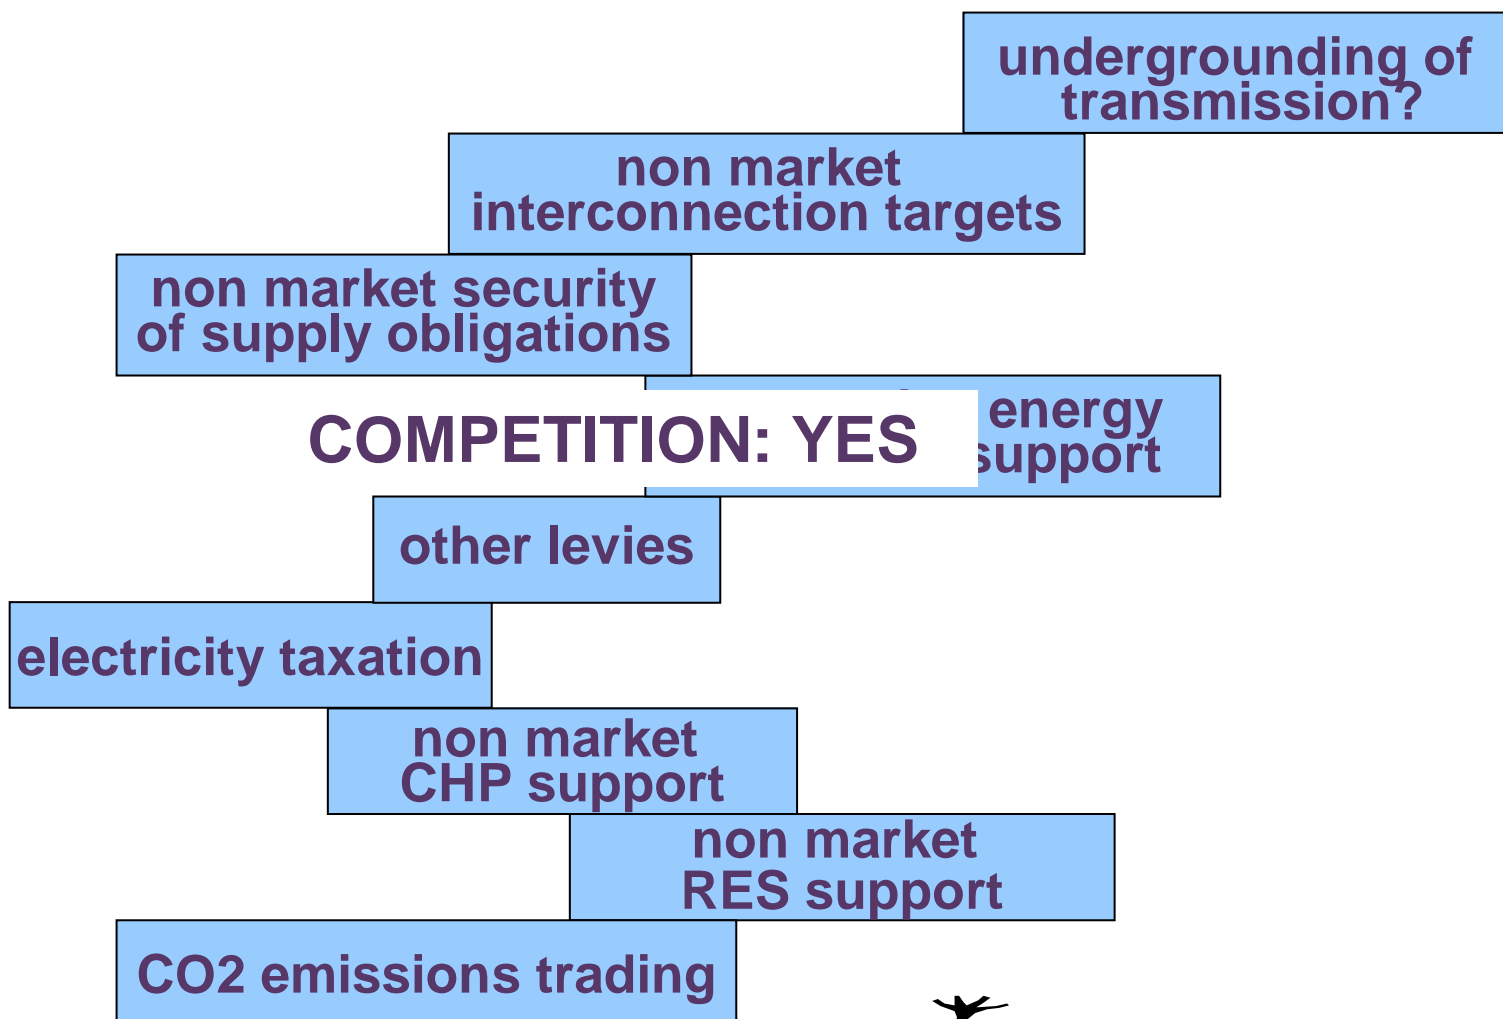 undergrounding of
transmission?
non market
interconnection targets
non market security
of supply obligations
energy
COMPETITION: YES
support
other levies
electricity taxation
non market
CHP support
non market
RES support
CO2 emissions trading